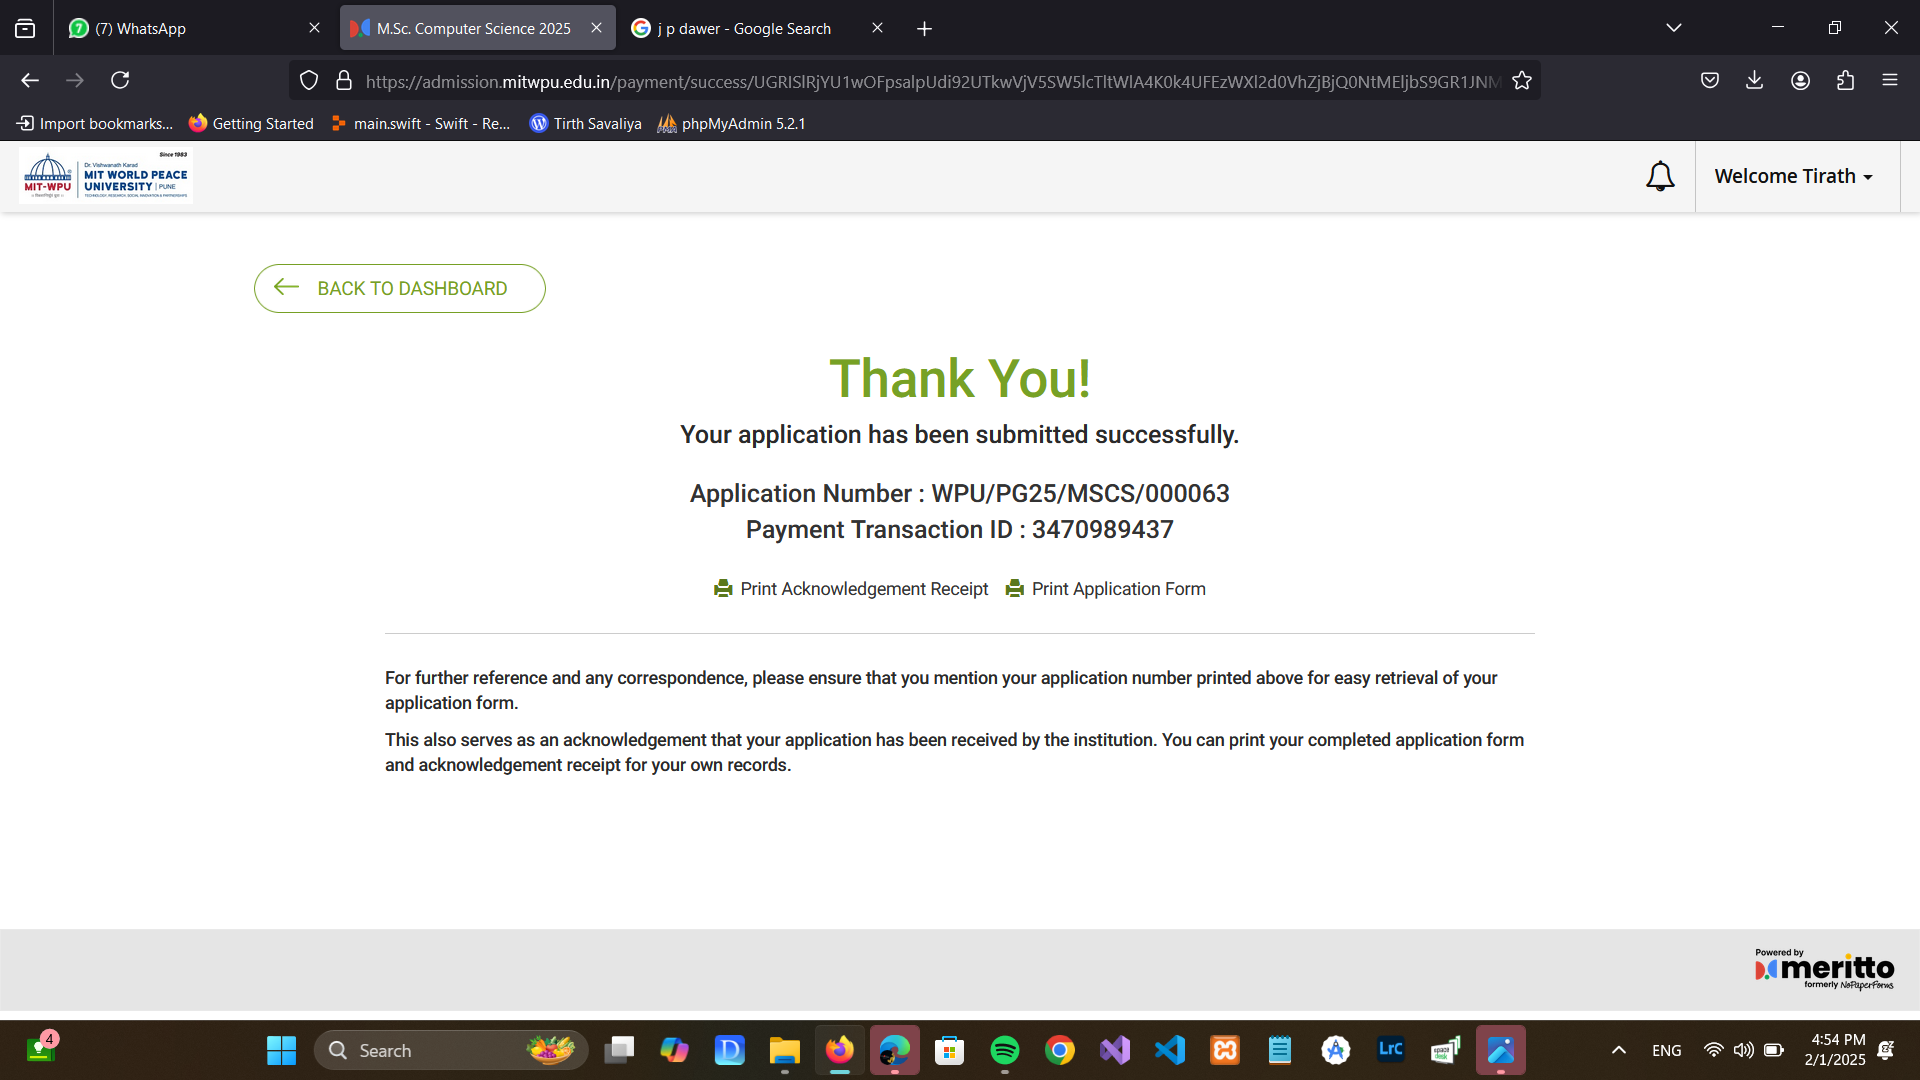 (7) WhatsApp
M.Sc. Computer Science 2025
j p dawer - Google Search
https://admission.mitwpu.edu.in/payment/success/
Import bookmarks...
Getting Started
main.swift - Swift - Re...
Tirth Savaliya
phpMyAdmin 5.2.1
Since 1983
Dr. Vishwanath Karad
MIT WORLD PEACE
UNIVERSITY | PUNE
TECHNOLOGY, RESEARCH, SOCIAL INNOVATION & PARTNERSHIPS
MIT-WPU
Welcome Tirath
BACK TO DASHBOARD
Thank You!
Your application has been submitted successfully.
Application Number : WPU/PG25/MSCS/000063
Payment Transaction ID : 3470989437
Print Acknowledgement Receipt Print Application Form
For further reference and any correspondence, please ensure that you mention your application number printed above for easy retrieval of your
application form.
This also serves as an acknowledgement that your application has been received by the institution. You can print your completed application form
and acknowledgement receipt for your own records.
Powered by
meritto
formerly NoPaperForms
4
Search
LrC
ENG
4:54 PM
2/1/2025